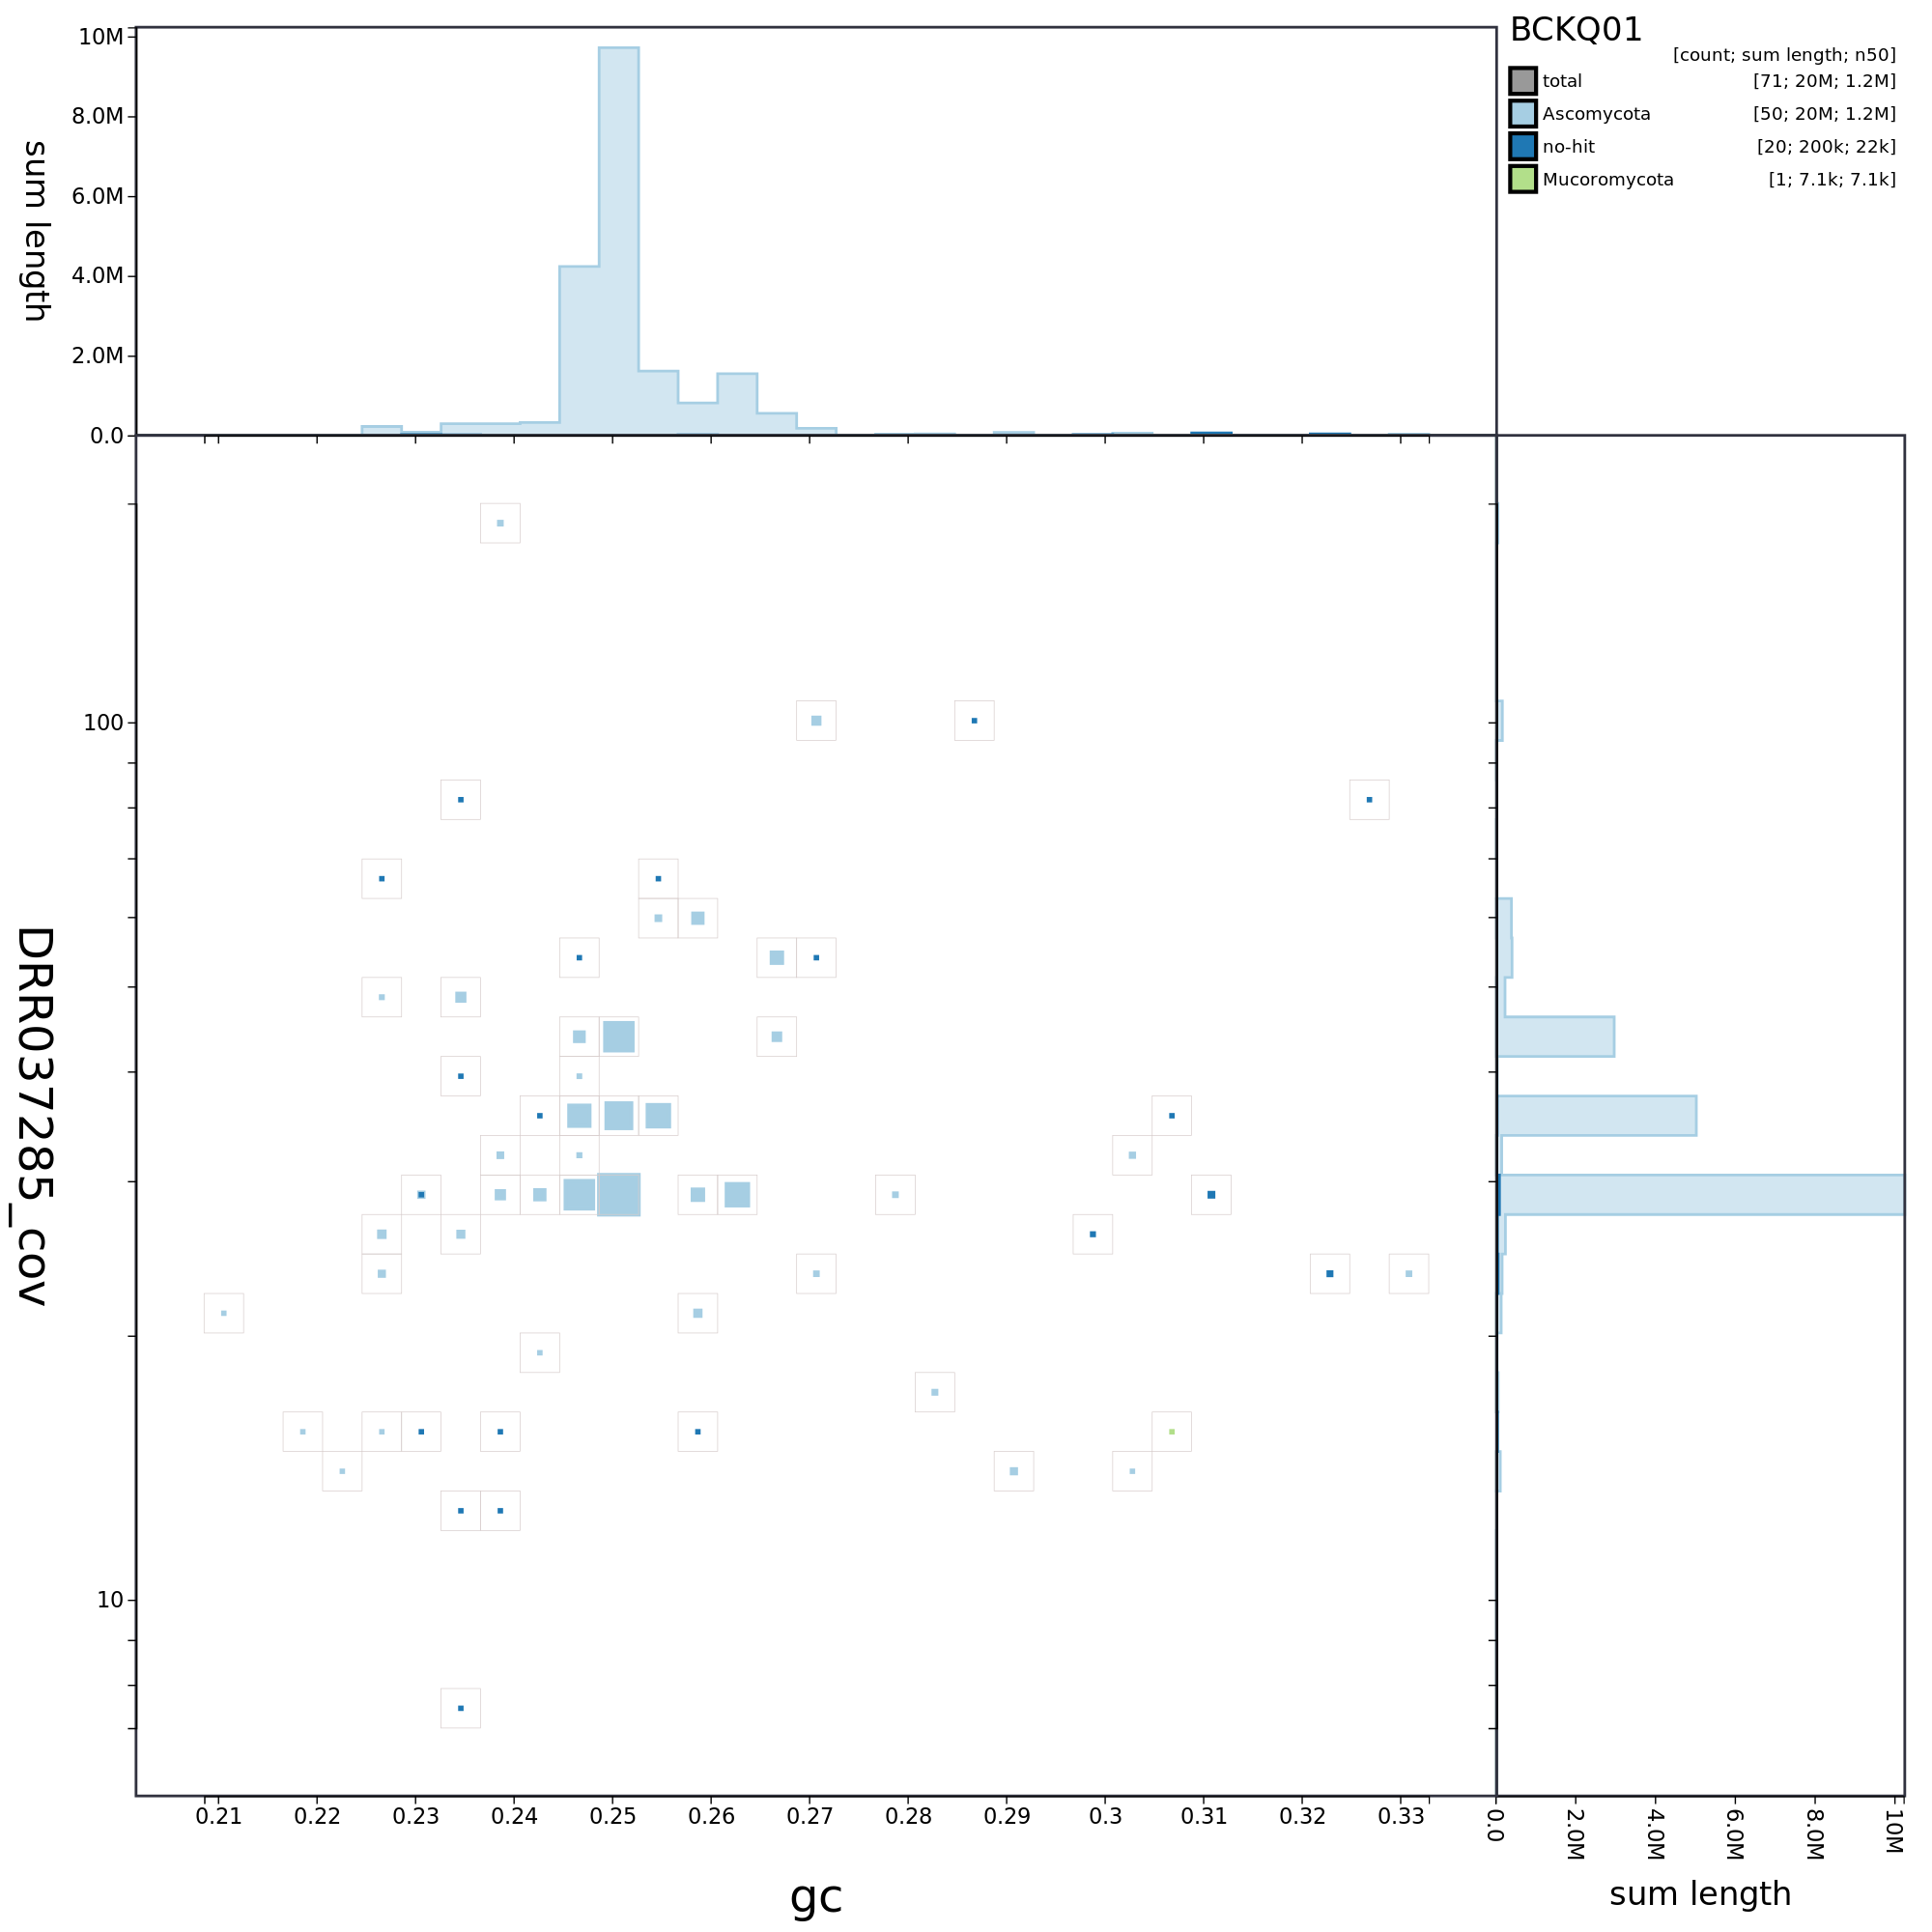 BCKQ01
[count; sum length; n50]
total [71; 20M; 1.2M]
Ascomycota [50; 20M; 1.2M]
no-hit [20; 200k; 22k]
Mucoromycota [1; 7.1k; 7.1k]
sum length
10M
8.0M
6.0M
4.0M
2.0M
0.0
DRR037285_cov
100
10
0.21 0.22 0.23 0.24 0.25 0.26 0.27 0.28 0.29 0.3 0.31 0.32 0.33
gc
0.0 2.0M 4.0M 6.0M 8.0M 10M
sum length